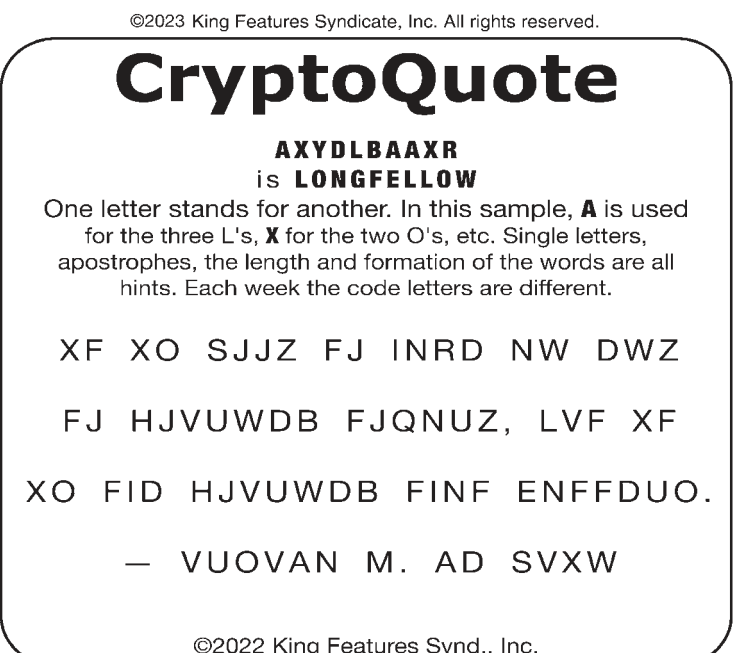 ©2023 King Features Syndicate, Inc. All rights reserved.
CryptoQuote
AXYDLBAAXR
is LONGFELLOW
One letter stands for another. In this sample, A is used
for the three L's, X for the two O's, etc. Single letters,
apostrophes, the length and formation of the words are all
hints. Each week the code letters are different.
XF XO SJJZ FJ INRD NW DWZ
FJ HJVUWDB FJQNUZ, LVF XF
XO FID HJVUWDB FINF ENFFDUO.
— VUOVAN M. AD SVXW
©2022 King Features Synd., Inc.